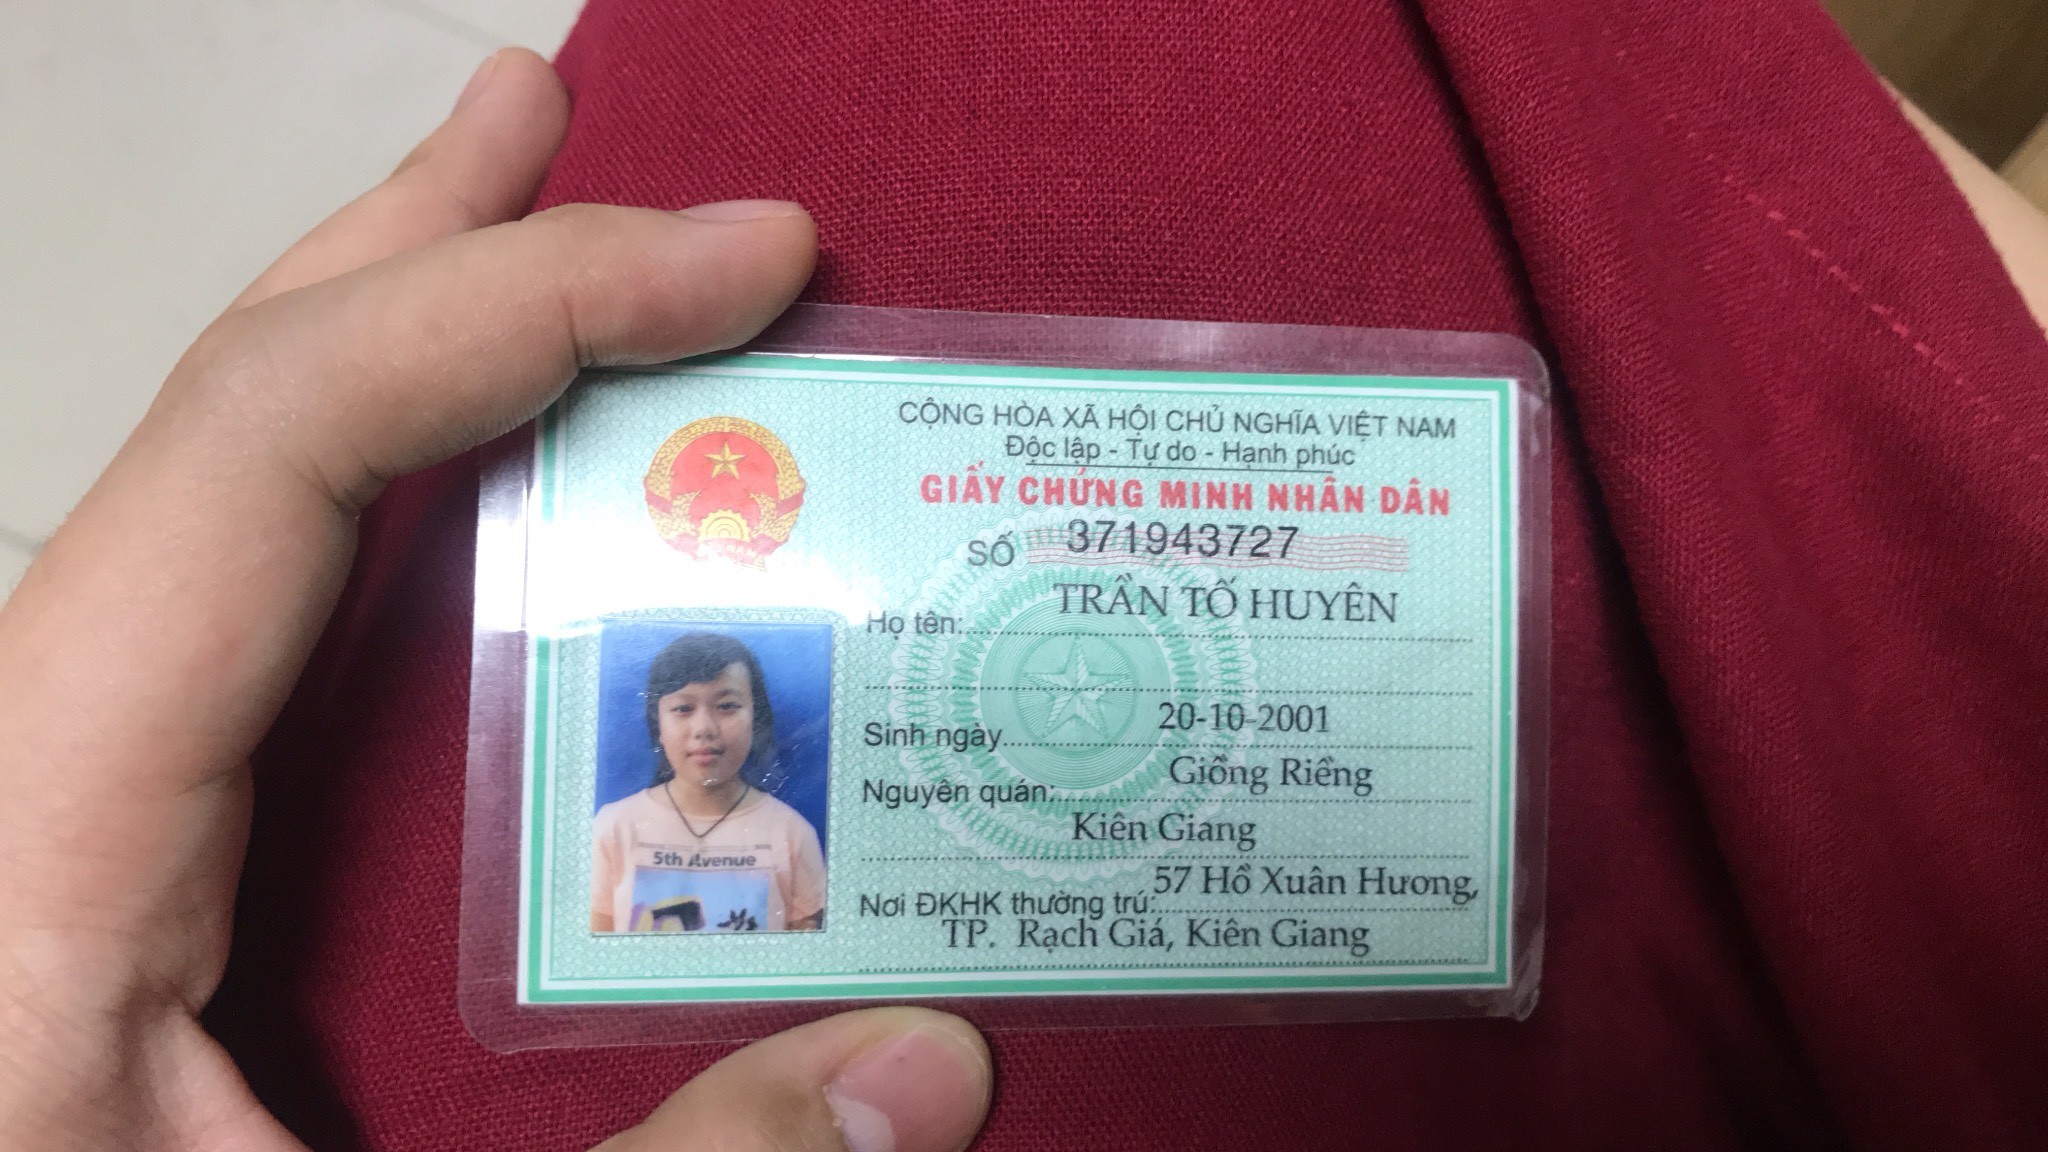 CỘNG HÒA XÃ HỘI CHỦ NGHĨA VIỆT NAM
Độc lập - Tự do - Hạnh phúc
GIẤY CHỨNG MINH NHÂN DÂN
SỐ 371943727
Họ tên: TRẦN TỐ HUYÊN
Sinh ngày 20-10-2001
Nguyên quán: Giồng Riềng
Kiên Giang
Nơi ĐKHK thường trú: 57 Hồ Xuân Hương,
TP. Rạch Giá, Kiên Giang
5th Avenue